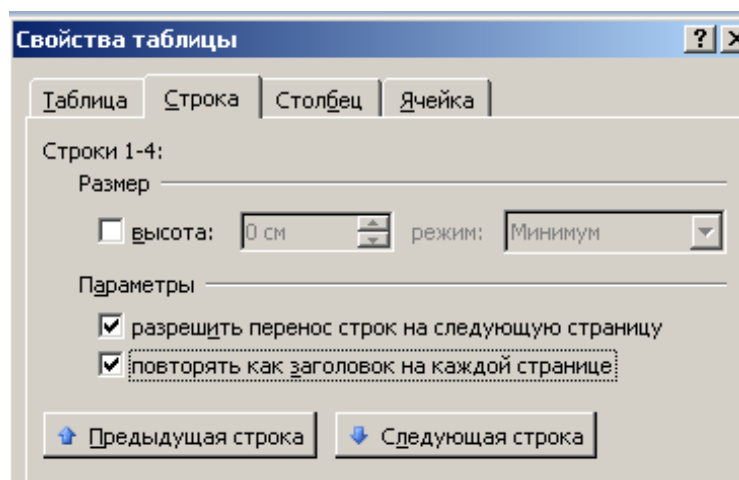 Свойства таблицы
Таблица Строка Столбец Ячейка
Строки 1-4:
Размер
высота: 0 см режим: Минимум
Параметры
разрешить перенос строк на следующую страницу
повторять как заголовок на каждой странице
Предыдущая строка Следующая строка